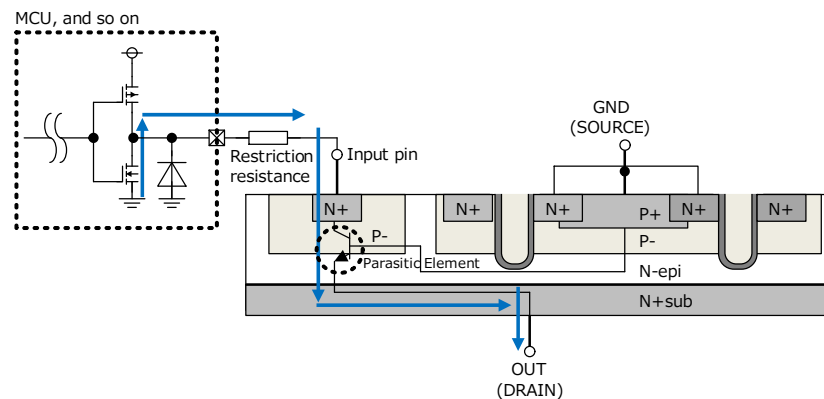 MCU, and so on
GND
(SOURCE)
Restriction
resistance
Input pin
N+
N+
N+
P+
N+
N+
P-
P-
Parasitic Element
N-epi
N+sub
OUT
(DRAIN)